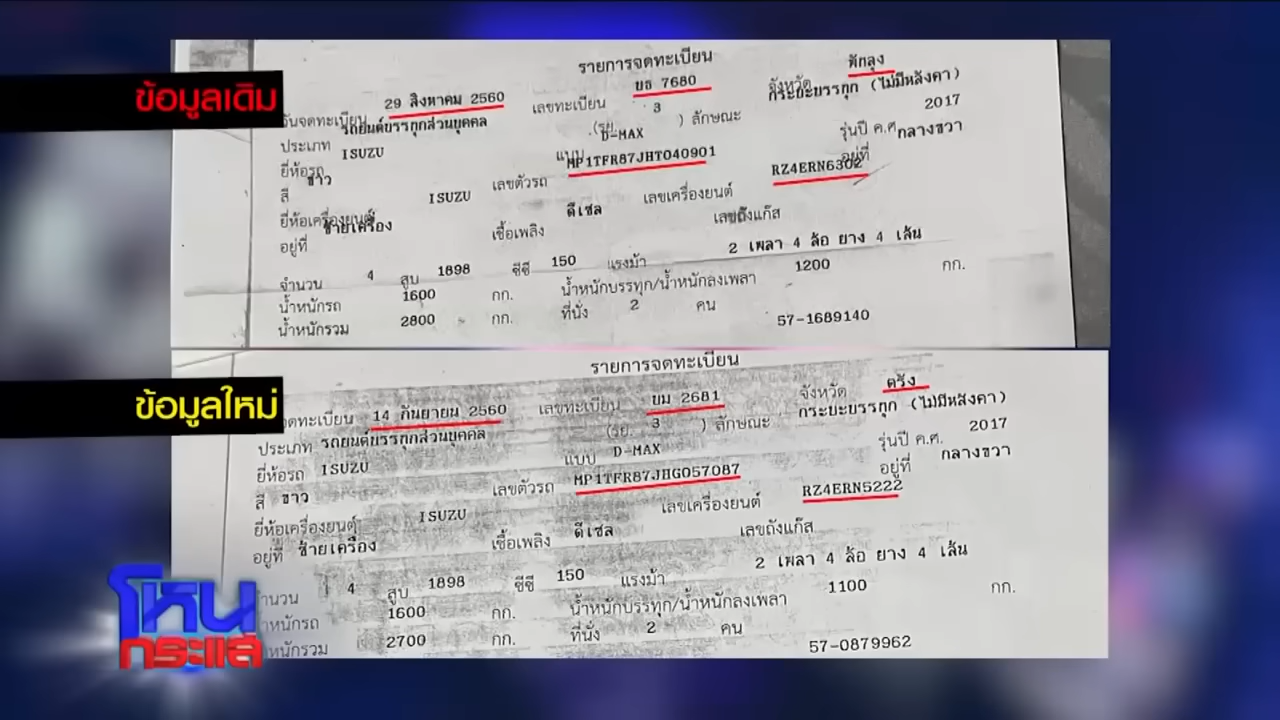 ข้อมูลเดิม
รายการจดทะเบียน
วันจดทะเบียน 29 สิงหาคม 2560 เลขทะเบียน บธ 7680 จังหวัด พัทลุง
ประเภท รถยนต์บรรทุกส่วนบุคคล (รย. 3 ) ลักษณะ กระบะบรรทุก (ไม่มีหลังคา)
ยี่ห้อรถ ISUZU แบบ D-MAX รุ่นปี ค.ศ. 2017
สี ขาว เลขตัวรถ MP1TFR87JHT040901 อยู่ที่ กลางขวา
ยี่ห้อเครื่องยนต์ ISUZU เลขเครื่องยนต์ RZ4ERN6302
อยู่ที่ ซ้ายเครื่อง เชื้อเพลิง ดีเซล เลขถังแก๊ส
จำนวน 4 สูบ 1898 ซีซี 150 แรงม้า 2 เพลา 4 ล้อ ยาง 4 เส้น
น้ำหนักรถ 1600 กก. น้ำหนักบรรทุก/น้ำหนักลงเพลา 1200 กก.
น้ำหนักรวม 2800 กก. ที่นั่ง 2 คน
57-1689140
ข้อมูลใหม่
รายการจดทะเบียน
จดทะเบียน 14 กันยายน 2560 เลขทะเบียน ยม 2681 จังหวัด ตรัง
ประเภท รถยนต์บรรทุกส่วนบุคคล (รย. 3 ) ลักษณะ กระบะบรรทุก (ไม่มีหลังคา)
ยี่ห้อรถ ISUZU แบบ D-MAX รุ่นปี ค.ศ. 2017
สี ขาว เลขตัวรถ MP1TFR87JHG057087 อยู่ที่ กลางขวา
ยี่ห้อเครื่องยนต์ ISUZU เลขเครื่องยนต์ RZ4ERN5222
อยู่ที่ ซ้ายเครื่อง เชื้อเพลิง ดีเซล เลขถังแก๊ส
จำนวน 4 สูบ 1898 ซีซี 150 แรงม้า 2 เพลา 4 ล้อ ยาง 4 เส้น
น้ำหนักรถ 1600 กก. น้ำหนักบรรทุก/น้ำหนักลงเพลา 1100 กก.
น้ำหนักรวม 2700 กก. ที่นั่ง 2 คน
57-0879962
โหนกระแส